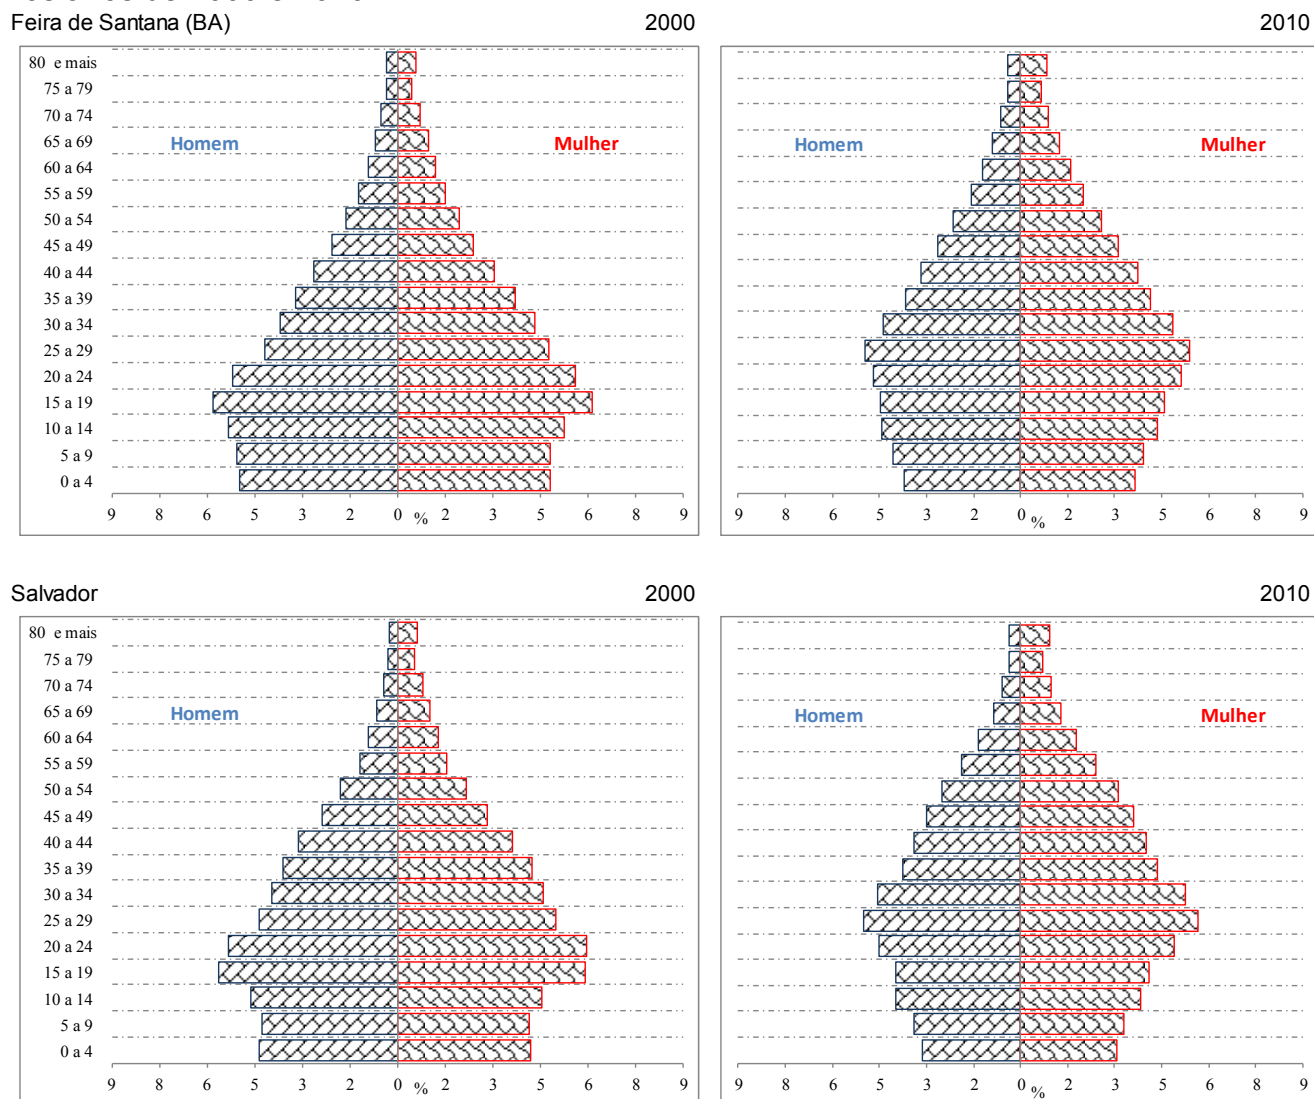 Feira de Santana (BA) 2000 2010
80 e mais
75 a 79
70 a 74
65 a 69 Homem Mulher Homem Mulher
60 a 64
55 a 59
50 a 54
45 a 49
40 a 44
35 a 39
30 a 34
25 a 29
20 a 24
15 a 19
10 a 14
5 a 9
0 a 4
9 8 6 5 3 2 0 % 2 3 5 6 8 9 9 8 6 5 3 2 0 % 2 3 5 6 8 9
Salvador 2000 2010
80 e mais
75 a 79
70 a 74
65 a 69 Homem Homem Mulher
60 a 64
55 a 59
50 a 54
45 a 49
40 a 44
35 a 39
30 a 34
25 a 29
20 a 24
15 a 19
10 a 14
5 a 9
0 a 4
9 8 6 5 3 2 0 % 2 3 5 6 8 9 9 8 6 5 3 2 0 % 2 3 5 6 8 9